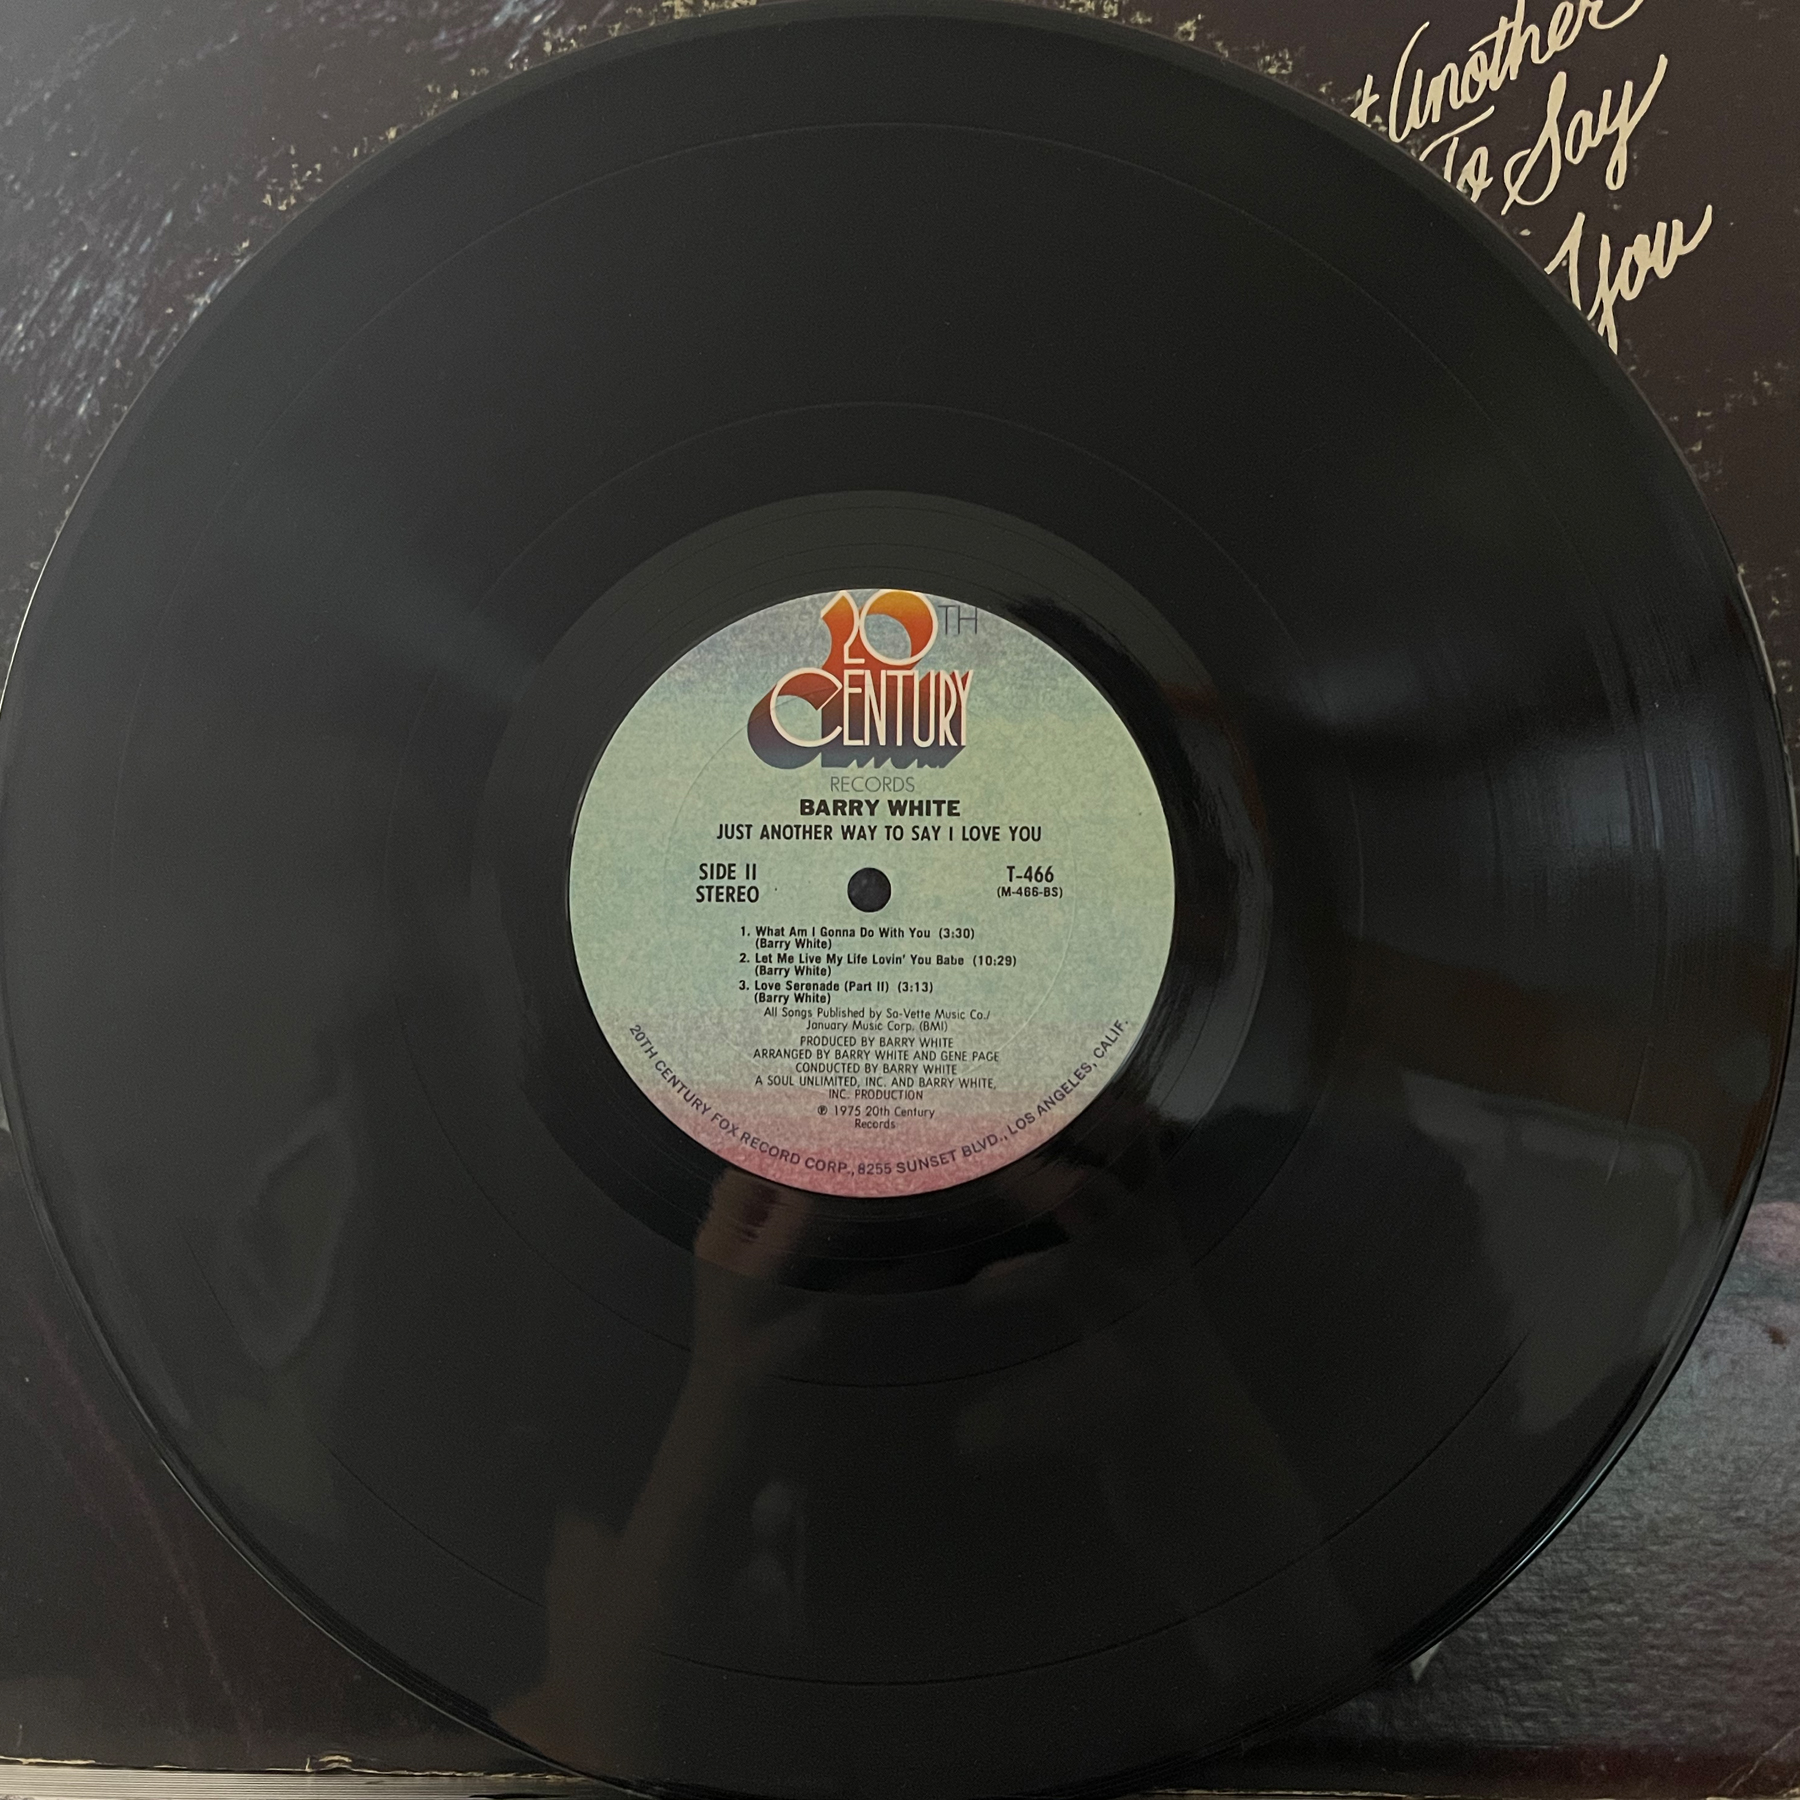 Another
To Say
You
20TH
CENTURY
RECORDS
BARRY WHITE
JUST ANOTHER WAY TO SAY I LOVE YOU
SIDE II
STEREO
T-466
(M-466-BS)
1. What Am I Gonna Do With You (3:30)
(Barry White)
2. Let Me Live My Life Lovin' You Babe (10:29)
(Barry White)
3. Love Serenade (Part II) (3:13)
(Barry White)
All Songs Published by Sa-Vette Music Co./
January Music Corp. (BMI)
PRODUCED BY BARRY WHITE
ARRANGED BY BARRY WHITE AND GENE PAGE
CONDUCTED BY BARRY WHITE
A SOUL UNLIMITED, INC. AND BARRY WHITE,
INC. PRODUCTION
℗ 1975 20th Century
Records
20TH CENTURY FOX RECORD CORP., 8255 SUNSET BLVD., LOS ANGELES, CALIF.